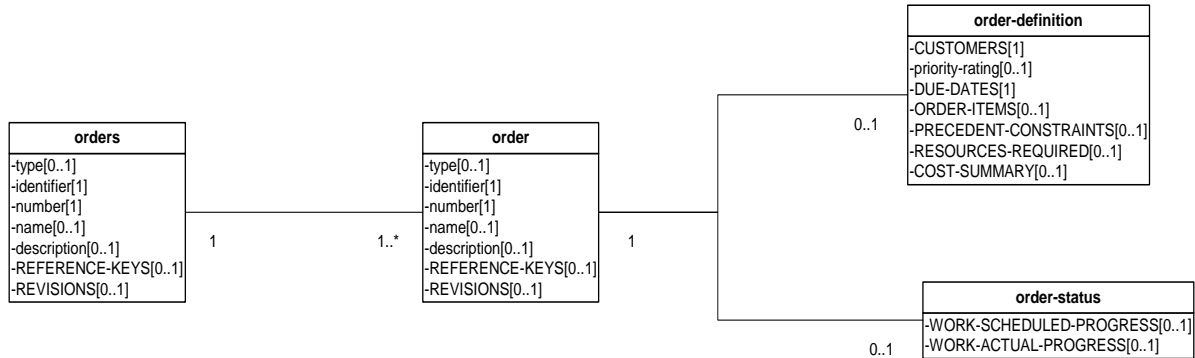 orders
-type[0..1]
-identifier[1]
-number[1]
-name[0..1]
-description[0..1]
-REFERENCE-KEYS[0..1]
-REVISIONS[0..1]
1
1..*
order
-type[0..1]
-identifier[1]
-number[1]
-name[0..1]
-description[0..1]
-REFERENCE-KEYS[0..1]
-REVISIONS[0..1]
1
0..1
order-definition
-CUSTOMERS[1]
-priority-rating[0..1]
-DUE-DATES[1]
-ORDER-ITEMS[0..1]
-PRECEDENT-CONSTRAINTS[0..1]
-RESOURCES-REQUIRED[0..1]
-COST-SUMMARY[0..1]
0..1
order-status
-WORK-SCHEDULED-PROGRESS[0..1]
-WORK-ACTUAL-PROGRESS[0..1]